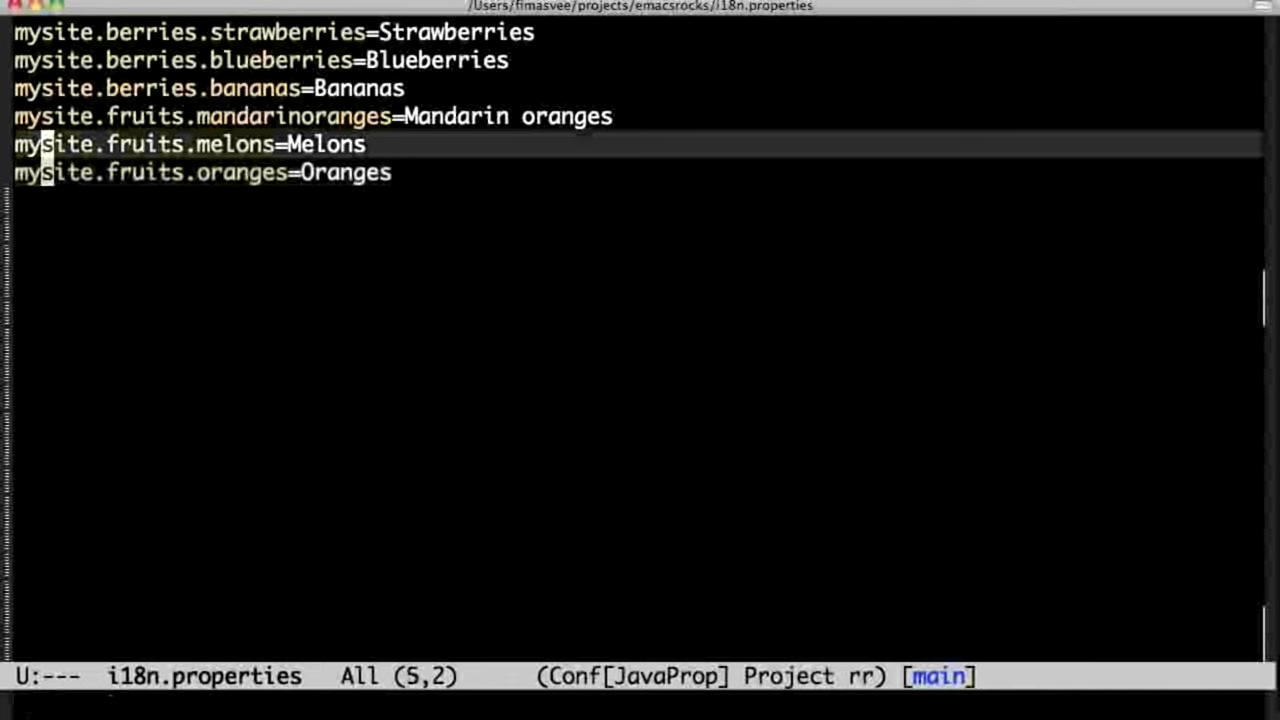 /Users/fimasvee/projects/emacsrocks/i18n.properties
mysite.berries.strawberries=Strawberries
mysite.berries.blueberries=Blueberries
mysite.berries.bananas=Bananas
mysite.fruits.mandarinoranges=Mandarin oranges
mysite.fruits.melons=Melons
mysite.fruits.oranges=Oranges
U:--- i18n.properties All (5,2) (Conf[JavaProp] Project rr) [main]